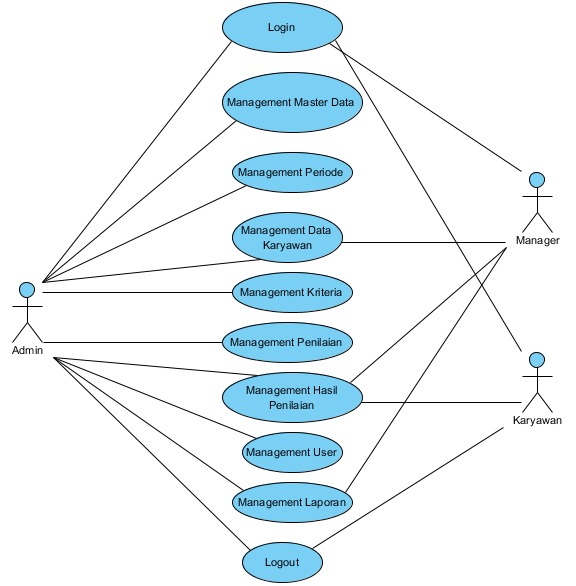 Login
Management Master Data
Management Periode
Management Data
Karyawan
Manager
Management Kriteria
Admin
Management Penilaian
Management Hasil
Penilaian
Karyawan
Management User
Management Laporan
Logout